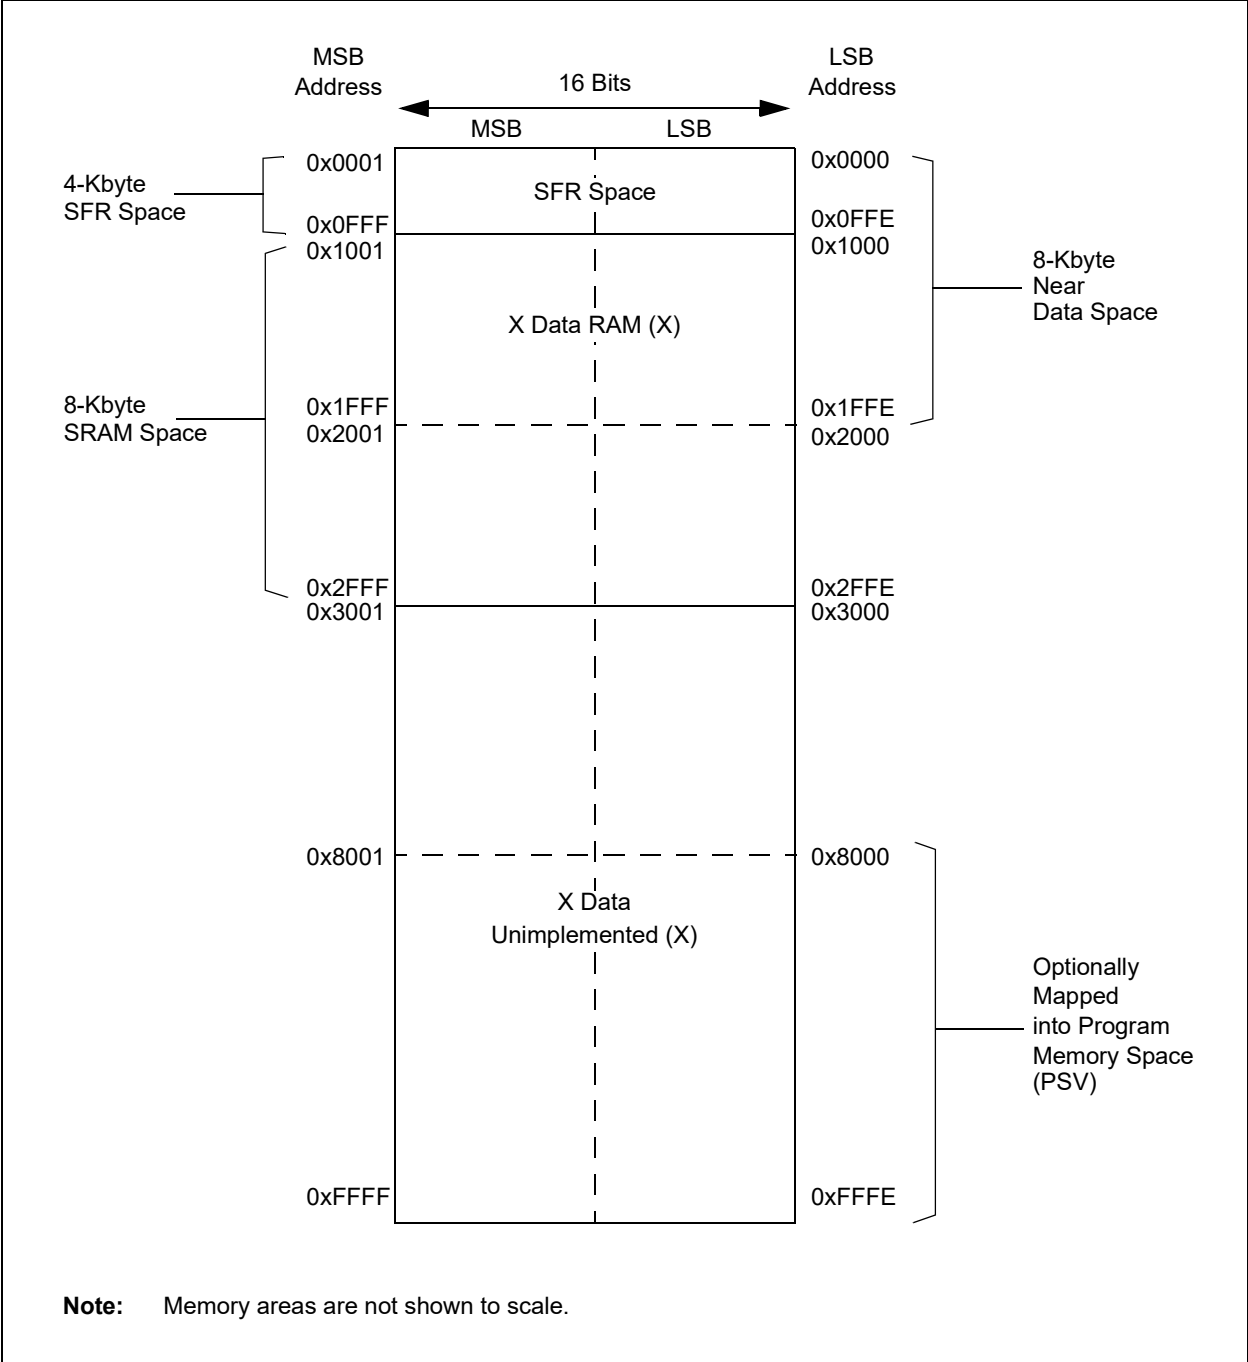 MSB
Address
16 Bits
LSB
Address
MSB
LSB
0x0001
0x0000
4-Kbyte
SFR Space
SFR Space
0x0FFF
0x0FFE
0x1001
0x1000
8-Kbyte
Near
Data Space
X Data RAM (X)
8-Kbyte
SRAM Space
0x1FFF
0x1FFE
0x2001
0x2000
0x2FFF
0x2FFE
0x3001
0x3000
0x8001
0x8000
X Data
Unimplemented (X)
Optionally
Mapped
into Program
Memory Space
(PSV)
0xFFFF
0xFFFE
Note: Memory areas are not shown to scale.